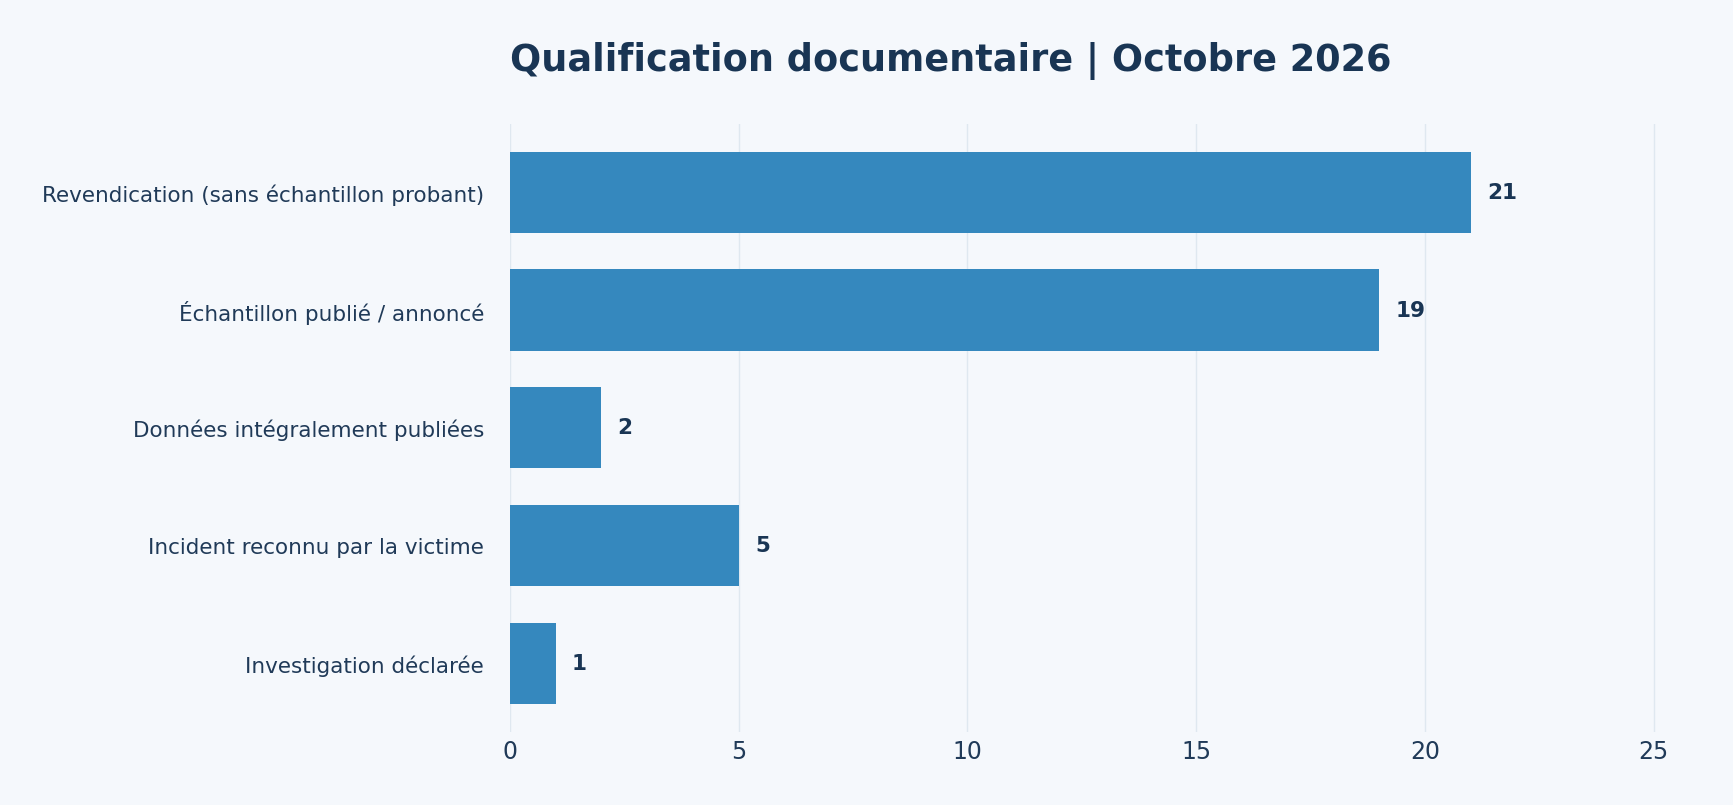 Qualification documentaire | Octobre 2026
Revendication (sans échantillon probant)
21
Échantillon publié / annoncé
19
Données intégralement publiées
2
Incident reconnu par la victime
5
Investigation déclarée
1
0 5 10 15 20 25